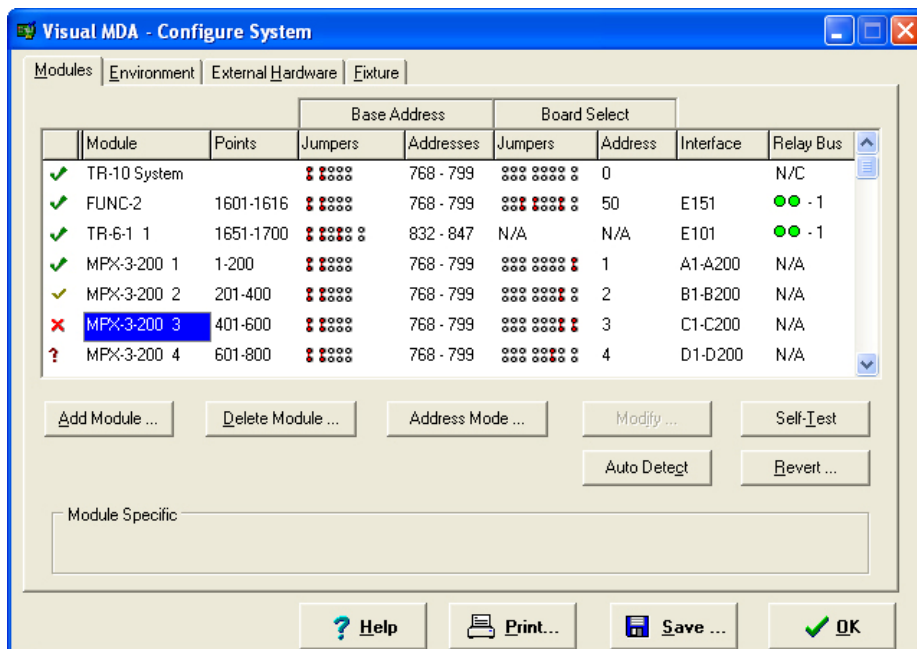 Visual MDA - Configure System
Modules Environment External Hardware Fixture
Base Address Board Select
Module Points Jumpers Addresses Jumpers Address Interface Relay Bus
TR-10 System 768 - 799 0 N/C
FUNC-2 1601-1616 768 - 799 50 E151 - 1
TR-6-1 1 1651-1700 832 - 847 N/A N/A E101 - 1
MPX-3-200 1 1-200 768 - 799 1 A1-A200 N/A
MPX-3-200 2 201-400 768 - 799 2 B1-B200 N/A
MPX-3-200 3 401-600 768 - 799 3 C1-C200 N/A
? MPX-3-200 4 601-800 768 - 799 4 D1-D200 N/A
Add Module ... Delete Module ... Address Mode ... Modify ... Self-Test
Auto Detect Revert ...
Module Specific
? Help Print... Save ... OK